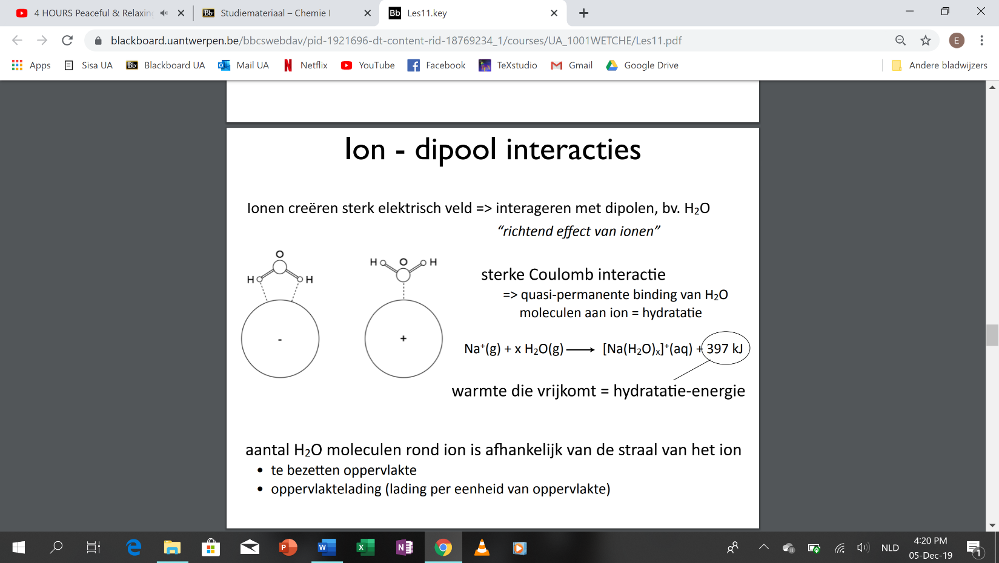 4 HOURS Peaceful & Relaxing
Studiemateriaal – Chemie I
Les11.key
blackboard.uantwerpen.be/bbcswebdav/pid-1921696-dt-content-rid-18769234_1/courses/UA_1001WETCHE/Les11.pdf
E
Apps
Sisa UA
Blackboard UA
Mail UA
Netflix
YouTube
Facebook
TeXstudio
Gmail
Google Drive
Andere bladwijzers
Ion - dipool interacties
Ionen creëren sterk elektrisch veld => interageren met dipolen, bv. H₂O
“richtend effect van ionen”
O
H H
H O H
-
+
sterke Coulomb interactie
=> quasi-permanente binding van H₂O
moleculen aan ion = hydratatie
Na⁺(g) + x H₂O(g) ⟶ [Na(H₂O)ₓ]⁺(aq) + 397 kJ
warmte die vrijkomt = hydratatie-energie
aantal H₂O moleculen rond ion is afhankelijk van de straal van het ion
• te bezetten oppervlakte
• oppervlaktelading (lading per eenheid van oppervlakte)
NLD
4:20 PM
05-Dec-19
1